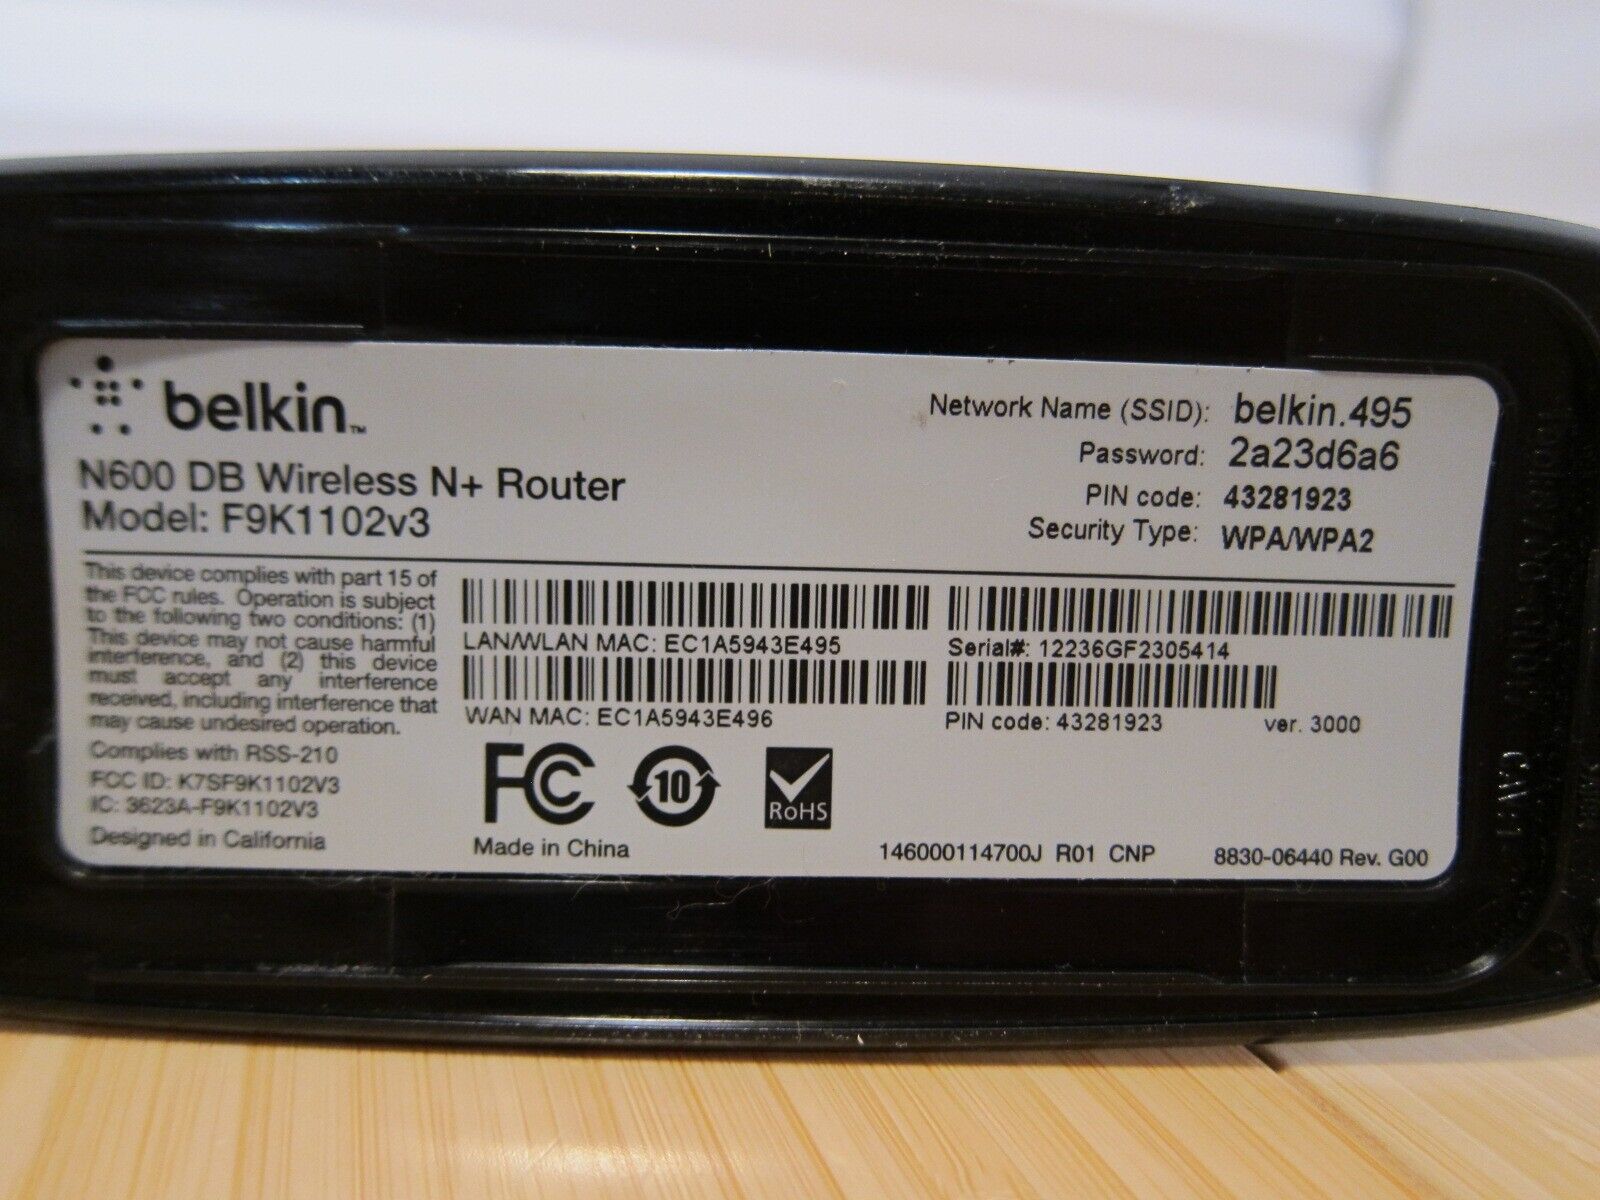 belkin™
N600 DB Wireless N+ Router
Model: F9K1102v3
Network Name (SSID): belkin.495
Password: 2a23d6a6
PIN code: 43281923
Security Type: WPA/WPA2
This device complies with part 15 of
the FCC rules. Operation is subject
to the following two conditions: (1)
This device may not cause harmful
interference, and (2) this device
must accept any interference
received, including interference that
may cause undesired operation.
Complies with RSS-210
FCC ID: K7SF9K1102V3
IC: 3623A-F9K1102V3
Designed in California
LAN/WLAN MAC: EC1A5943E495
WAN MAC: EC1A5943E496
Serial#: 12236GF2305414
PIN code: 43281923 ver. 3000
FC
10
RoHS
Made in China
146000114700J R01 CNP
8830-06440 Rev. G00